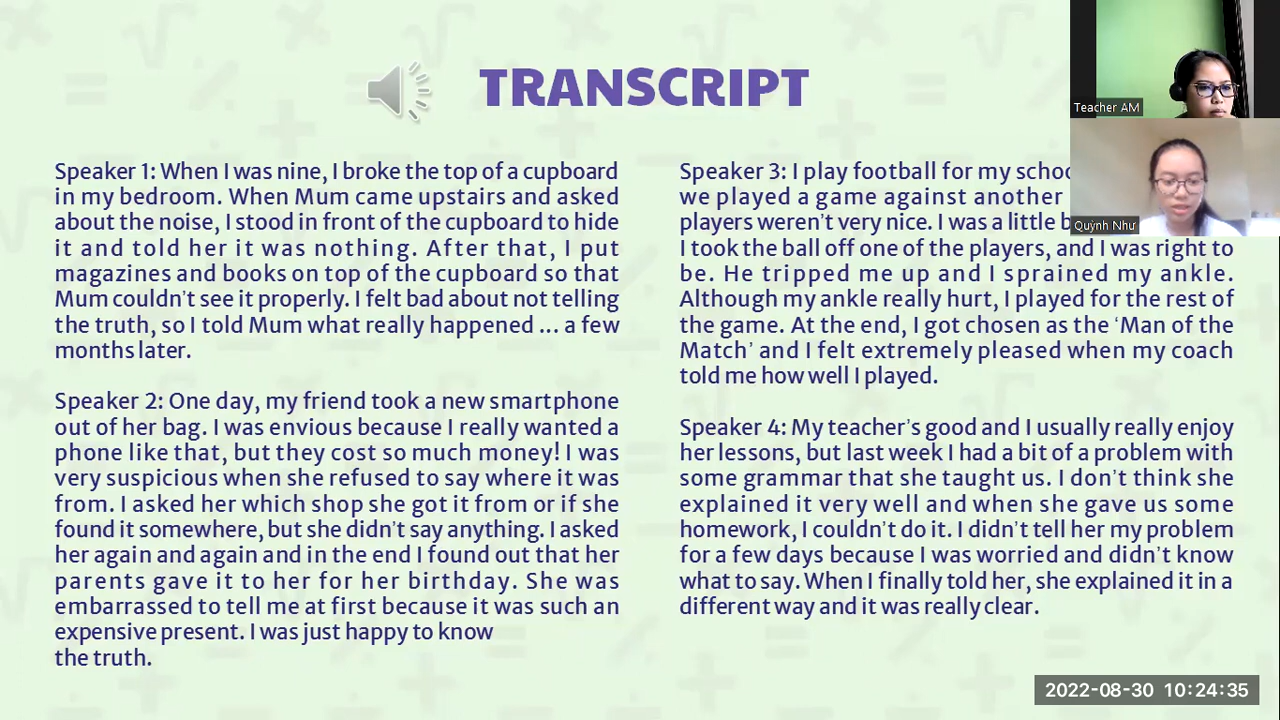 TRANSCRIPT
Speaker 1: When I was nine, I broke the top of a cupboard
in my bedroom. When Mum came upstairs and asked
about the noise, I stood in front of the cupboard to hide
it and told her it was nothing. After that, I put
magazines and books on top of the cupboard so that
Mum couldn't see it properly. I felt bad about not telling
the truth, so I told Mum what really happened ... a few
months later.
Speaker 2: One day, my friend took a new smartphone
out of her bag. I was envious because I really wanted a
phone like that, but they cost so much money! I was
very suspicious when she refused to say where it was
from. I asked her which shop she got it from or if she
found it somewhere, but she didn't say anything. I asked
her again and again and in the end I found out that her
parents gave it to her for her birthday. She was
embarrassed to tell me at first because it was such an
expensive present. I was just happy to know
the truth.
Speaker 3: I play football for my
we played a game against another
players weren't very nice. I was a little
I took the ball off one of the players, and I was right to
be. He tripped me up and I sprained my ankle.
Although my ankle really hurt, I played for the rest of
the game. At the end, I got chosen as the 'Man of the
Match' and I felt extremely pleased when my coach
told me how well I played.
Speaker 4: My teacher's good and I usually really enjoy
her lessons, but last week I had a bit of a problem with
some grammar that she taught us. I don't think she
explained it very well and when she gave us some
homework, I couldn't do it. I didn't tell her my problem
for a few days because I was worried and didn't know
what to say. When I finally told her, she explained it in a
different way and it was really clear.
Teacher AM
Quỳnh Như
2022-08-30 10:24:35